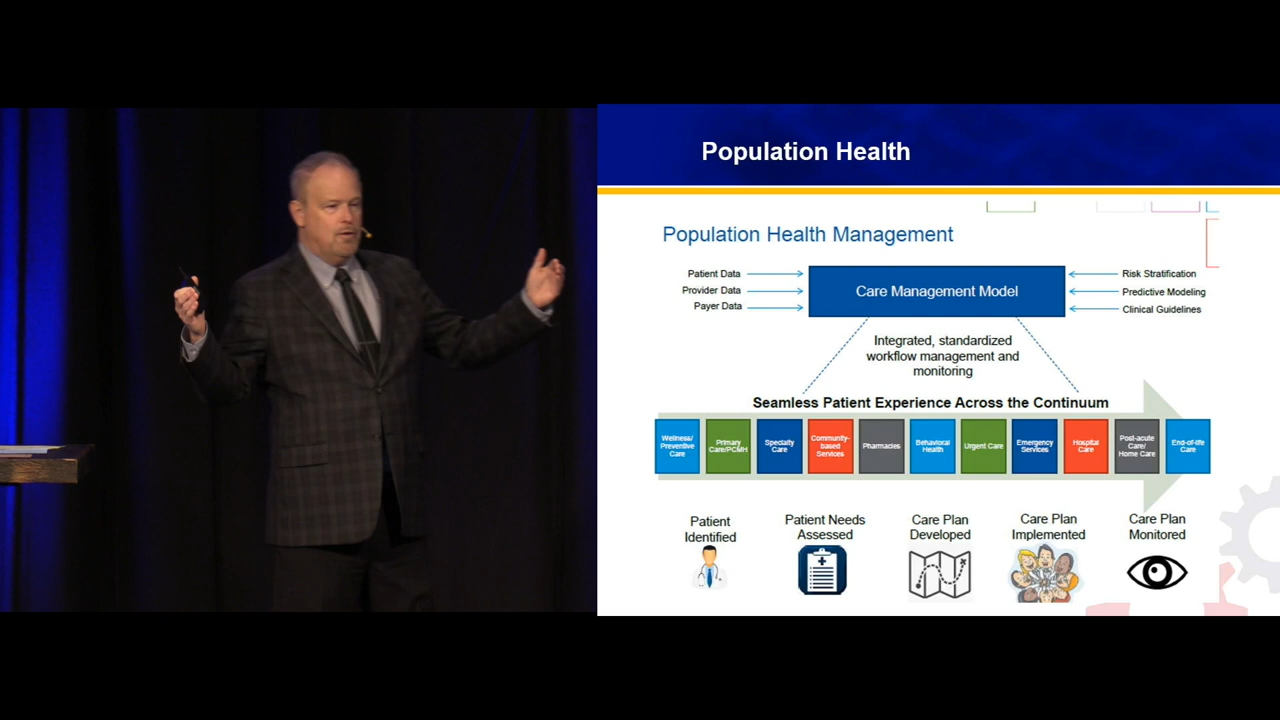 Population Health
Population Health Management
Patient Data
Provider Data
Payer Data
Care Management Model
Risk Stratification
Predictive Modeling
Clinical Guidelines
Integrated, standardized
workflow management and
monitoring
Seamless Patient Experience Across the Continuum
Wellness/
Preventive
Care
Primary
Care/PCMH
Specialty
Care
Community-
based
Services
Pharmacies
Behavioral
Health
Urgent Care
Emergency
Services
Hospital
Care
Post-acute
Care/
Home Care
End-of-life
Care
Patient
Identified
Patient Needs
Assessed
Care Plan
Developed
Care Plan
Implemented
Care Plan
Monitored